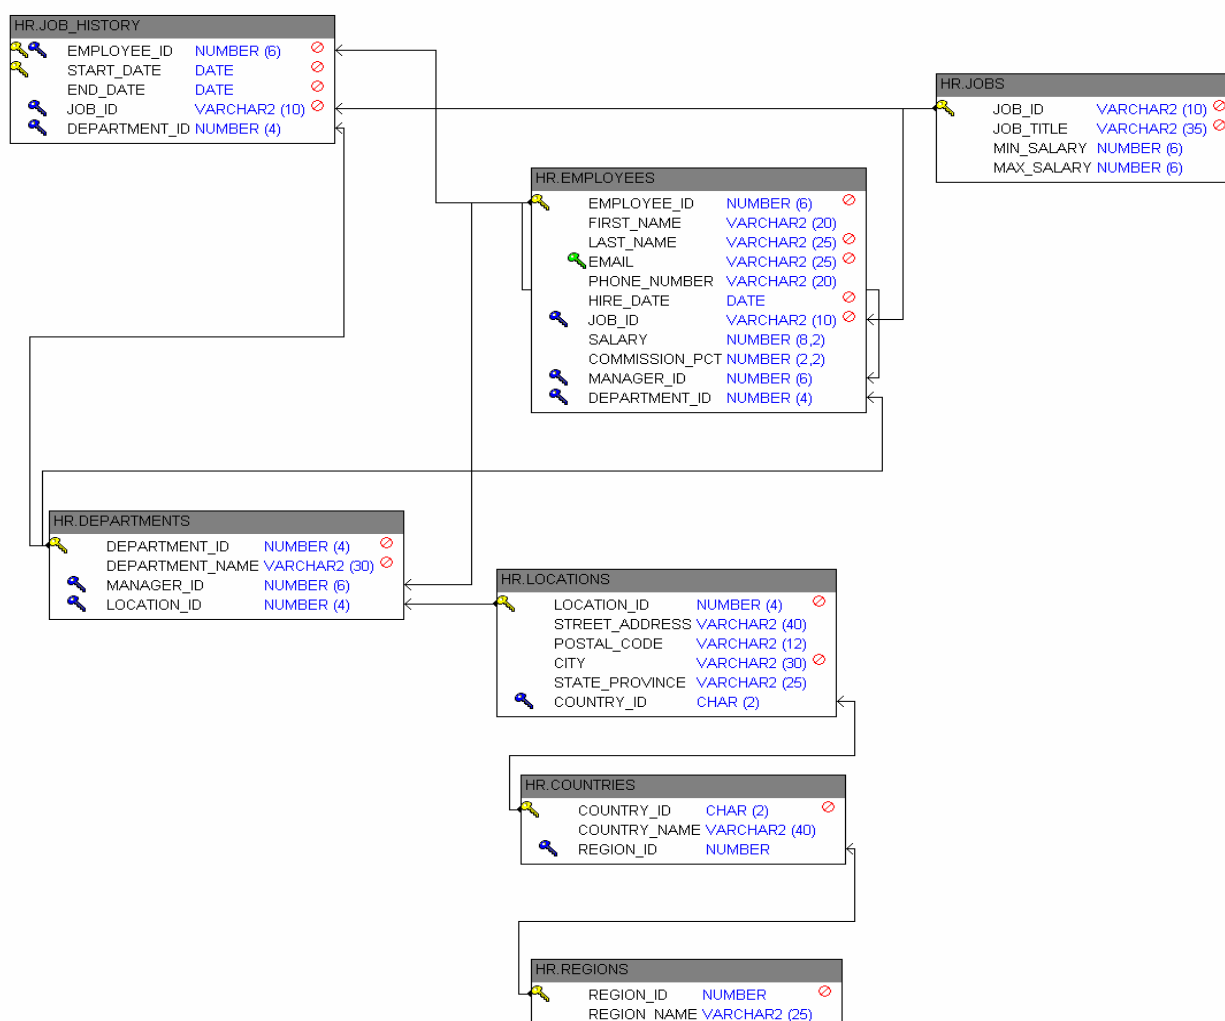 HR.JOB_HISTORY
EMPLOYEE_ID NUMBER (6)
START_DATE DATE
END_DATE DATE
JOB_ID VARCHAR2 (10)
DEPARTMENT_ID NUMBER (4)
HR.JOBS
JOB_ID VARCHAR2 (10)
JOB_TITLE VARCHAR2 (35)
MIN_SALARY NUMBER (6)
MAX_SALARY NUMBER (6)
HR.EMPLOYEES
EMPLOYEE_ID NUMBER (6)
FIRST_NAME VARCHAR2 (20)
LAST_NAME VARCHAR2 (25)
EMAIL VARCHAR2 (25)
PHONE_NUMBER VARCHAR2 (20)
HIRE_DATE DATE
JOB_ID VARCHAR2 (10)
SALARY NUMBER (8,2)
COMMISSION_PCT NUMBER (2,2)
MANAGER_ID NUMBER (6)
DEPARTMENT_ID NUMBER (4)
HR.DEPARTMENTS
DEPARTMENT_ID NUMBER (4)
DEPARTMENT_NAME VARCHAR2 (30)
MANAGER_ID NUMBER (6)
LOCATION_ID NUMBER (4)
HR.LOCATIONS
LOCATION_ID NUMBER (4)
STREET_ADDRESS VARCHAR2 (40)
POSTAL_CODE VARCHAR2 (12)
CITY VARCHAR2 (30)
STATE_PROVINCE VARCHAR2 (25)
COUNTRY_ID CHAR (2)
HR.COUNTRIES
COUNTRY_ID CHAR (2)
COUNTRY_NAME VARCHAR2 (40)
REGION_ID NUMBER
HR.REGIONS
REGION_ID NUMBER
REGION_NAME VARCHAR2 (25)